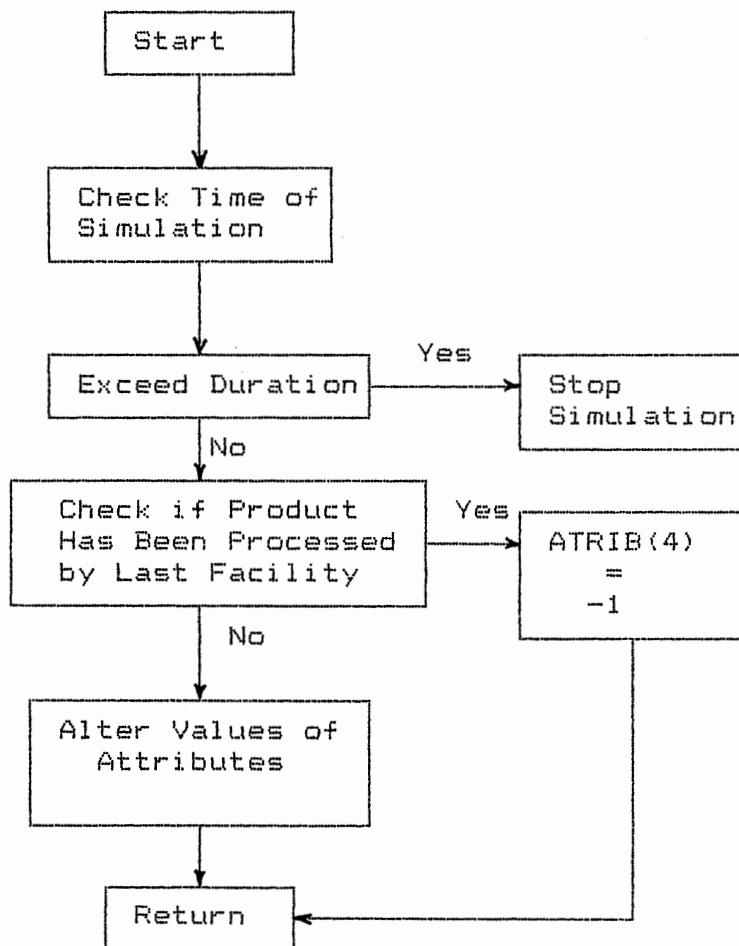 Start
Check Time of
Simulation
Exceed Duration
Yes
Stop
Simulation
No
Check if Product
Has Been Processed
by Last Facility
Yes
ATRIB(4)
=
-1
No
Alter Values of
Attributes
Return